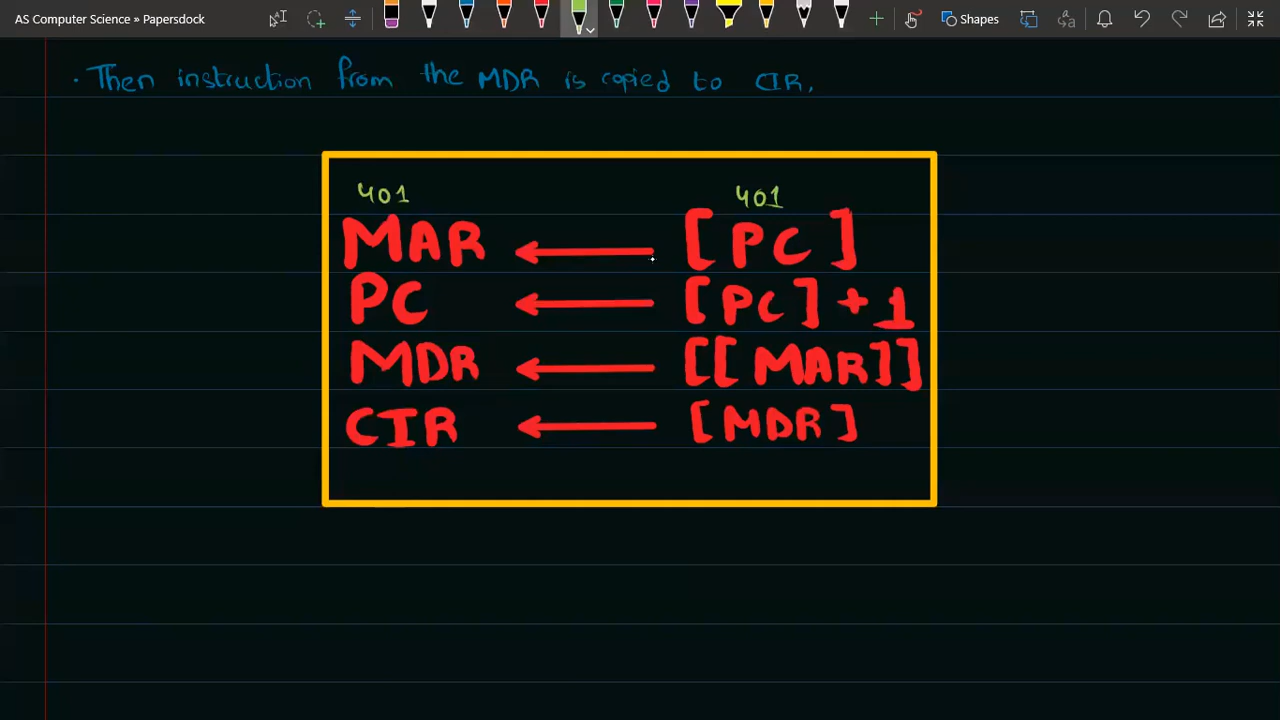 AS Computer Science » Papersdock
Shapes
· Then instruction from the MDR is copied to CIR.
401 401
MAR ← [PC]
PC ← [PC] + 1
MDR ← [[MAR]]
CIR ← [MDR]